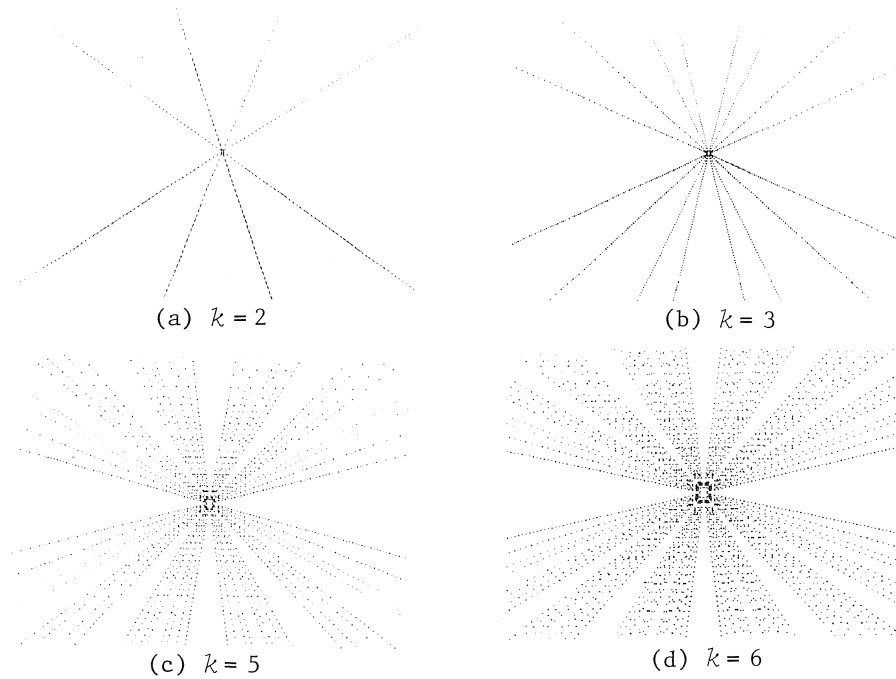 (a) k = 2
(b) k = 3
(c) k = 5
(d) k = 6